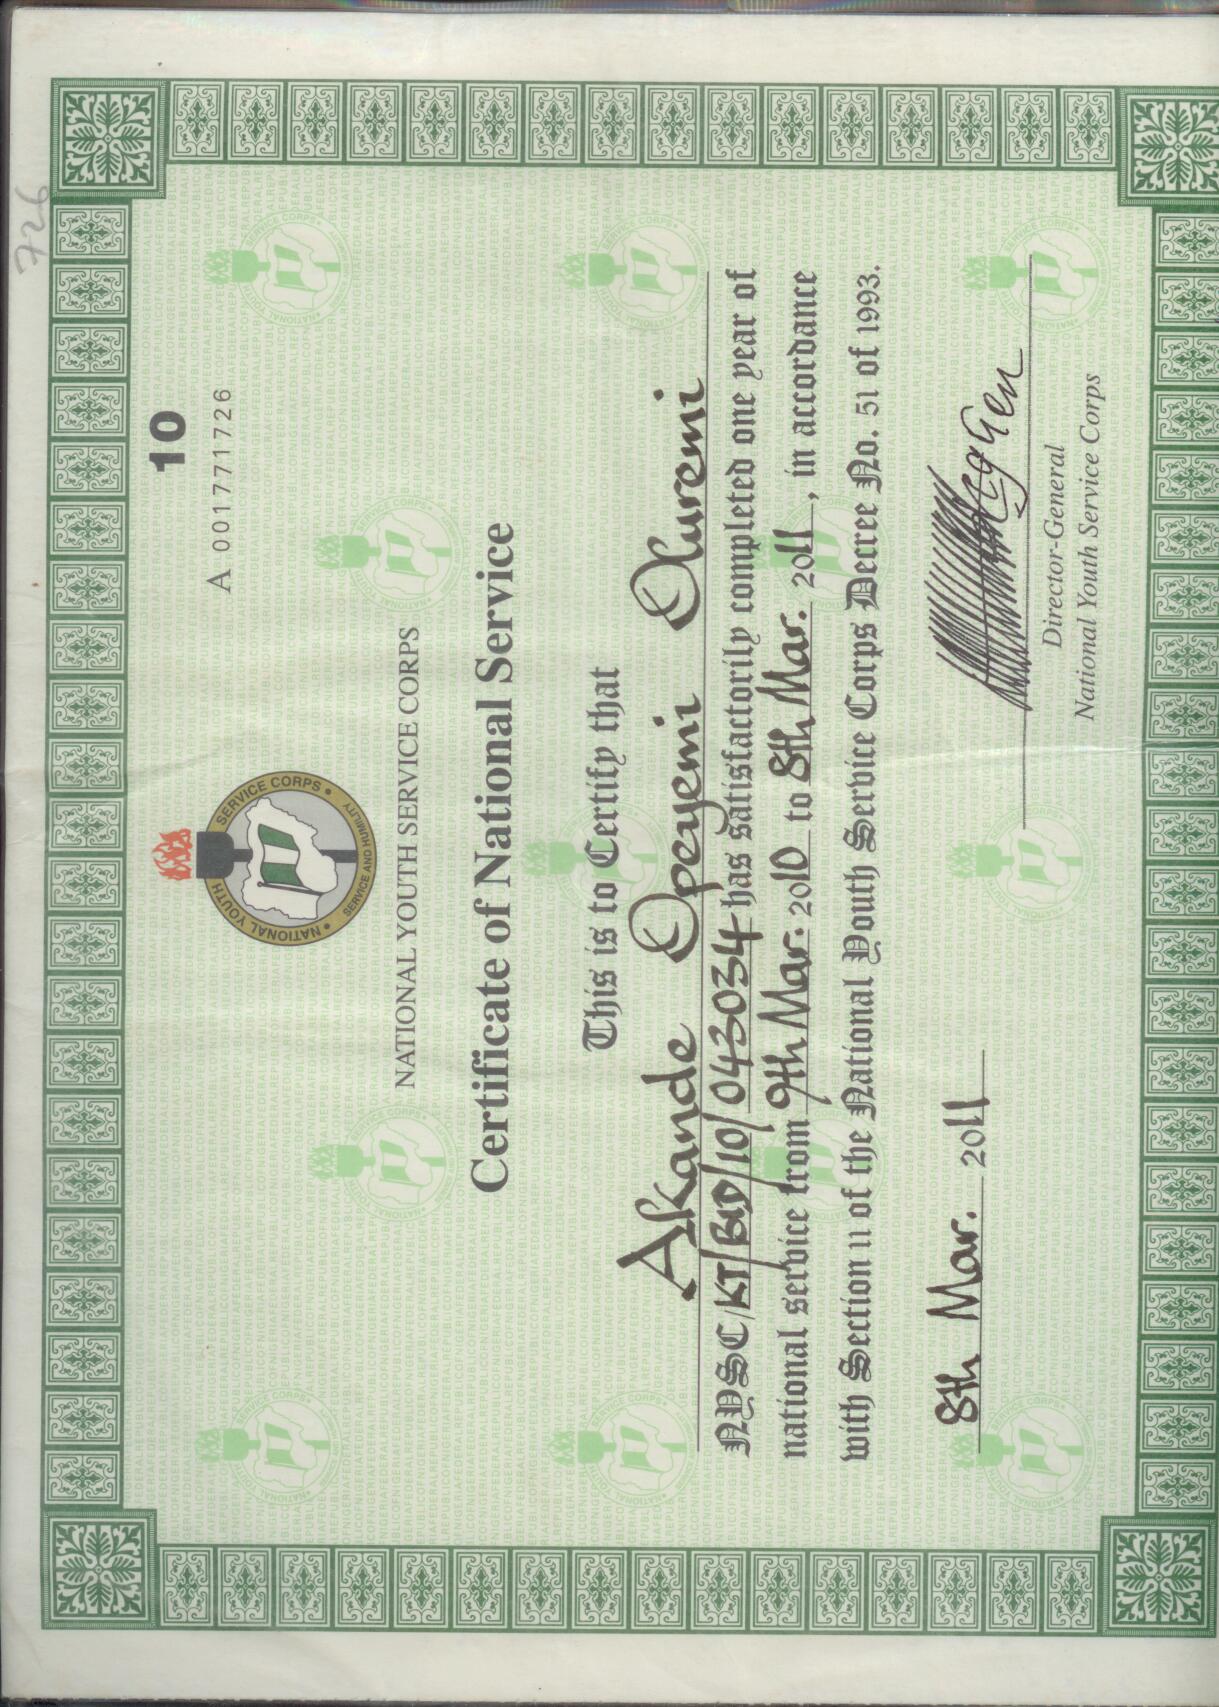 726
10
A 001771726
NATIONAL YOUTH SERVICE CORPS
SERVICE AND HUMILITY
NATIONAL YOUTH SERVICE CORPS
Certificate of National Service
This is to Certify that
Akande Opeyemi Oluremi
NYSC/KT/BUD/10/043034 has satisfactorily completed one year of
national service from 9th Mar. 2010 to 8th Mar. 2011, in accordance
with Section 11 of the National Youth Service Corps Decree No. 51 of 1993.
8th Mar. 2011
Director-General
National Youth Service Corps